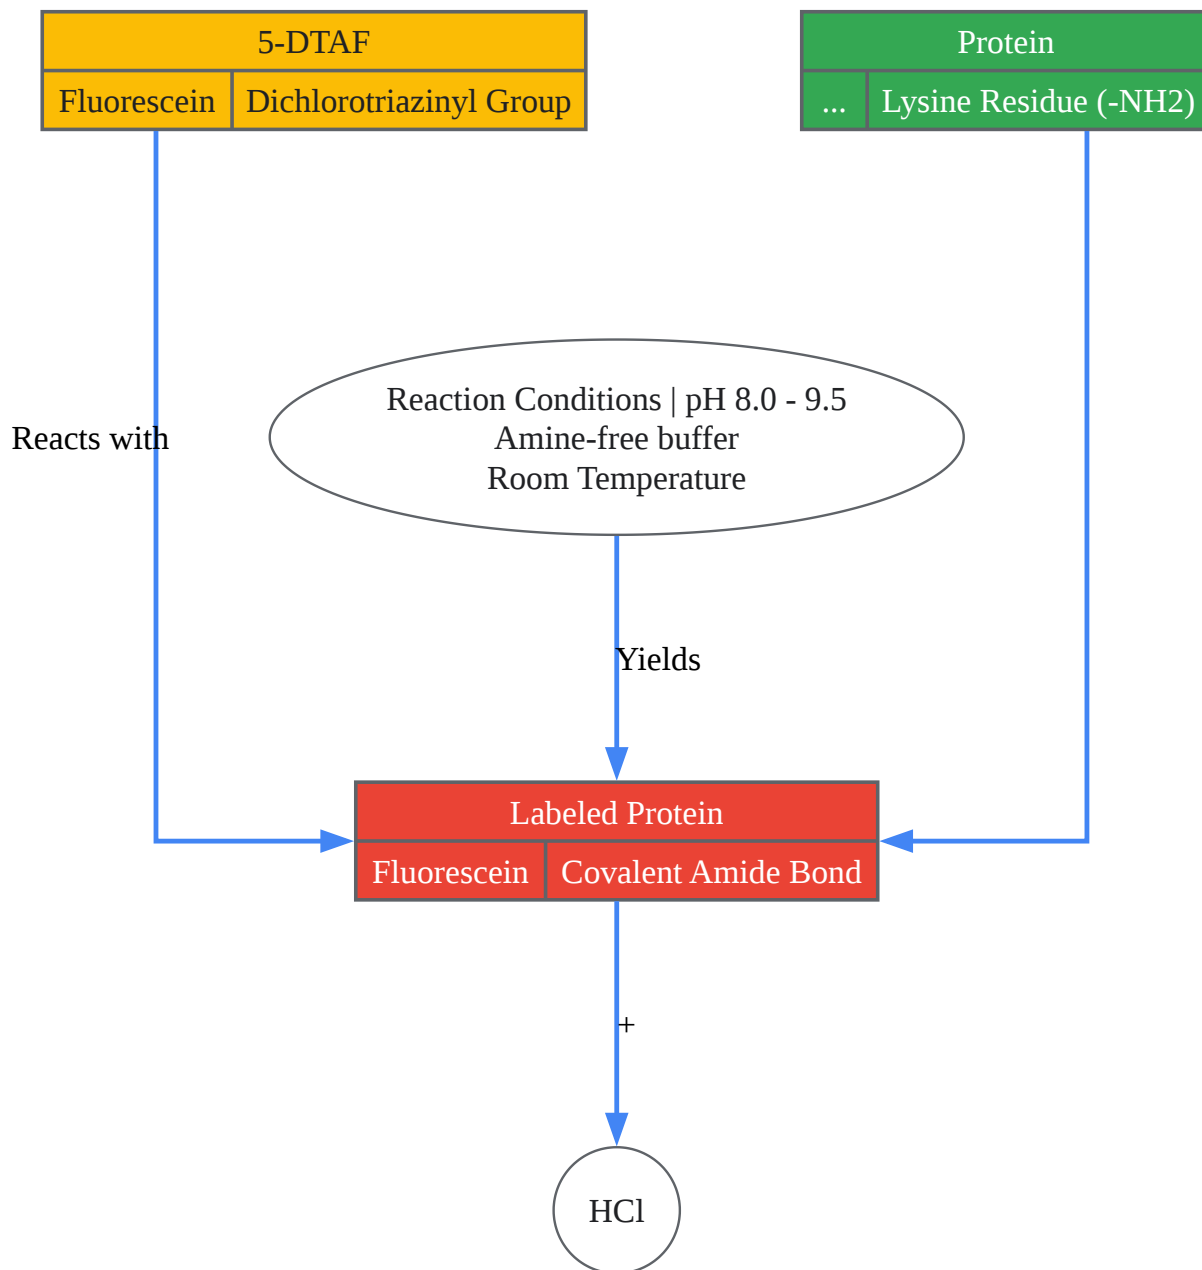 5-DTAF
Fluorescein
Dichlorotriazinyl Group
Protein
...
Lysine Residue (-NH2)
Reaction Conditions | pH 8.0 - 9.5
Amine-free buffer
Room Temperature
Reacts with
Yields
Labeled Protein
Fluorescein
Covalent Amide Bond
+
HCl